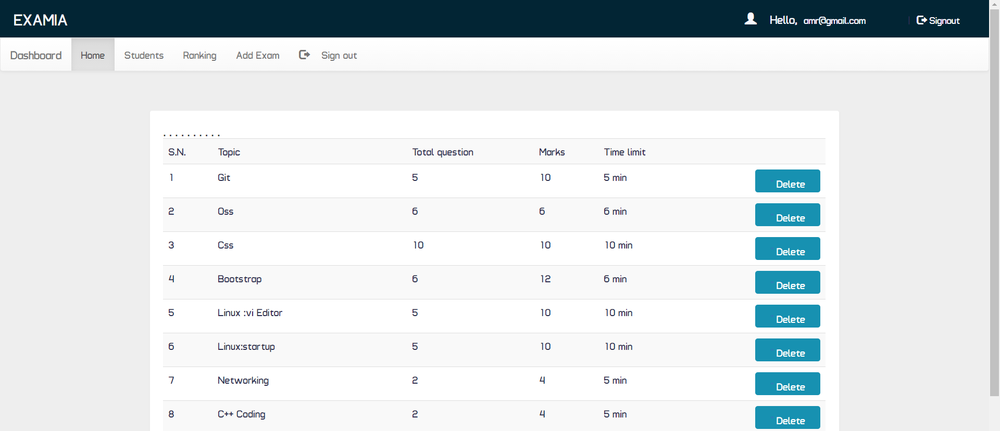 EXAMIA Hello, amr@gmail.com | Signout
Dashboard Home Students Ranking Add Exam Sign out
. . . . . . . . . .
S.N. Topic Total question Marks Time limit
1 Git 5 10 5 min Delete
2 Oss 6 6 6 min Delete
3 Css 10 10 10 min Delete
4 Bootstrap 6 12 6 min Delete
5 Linux :vi Editor 5 10 10 min Delete
6 Linux:startup 5 10 10 min Delete
7 Networking 2 4 5 min Delete
8 C++ Coding 2 4 5 min Delete